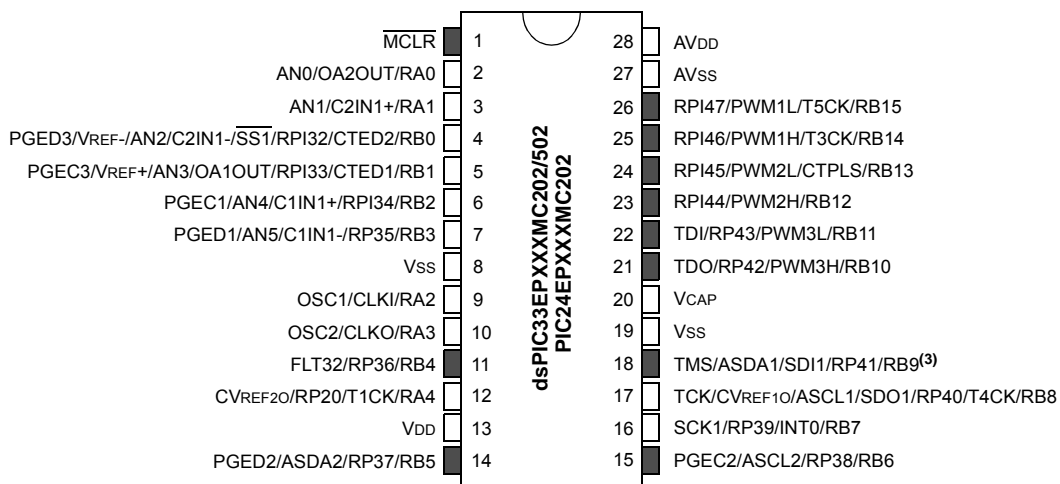 MCLR 1 28 AVDD
AN0/OA2OUT/RA0 2 27 AVSS
AN1/C2IN1+/RA1 3 26 RPI47/PWM1L/T5CK/RB15
PGED3/VREF-/AN2/C2IN1-/SS1/RPI32/CTED2/RB0 4 25 RPI46/PWM1H/T3CK/RB14
PGEC3/VREF+/AN3/OA1OUT/RPI33/CTED1/RB1 5 24 RPI45/PWM2L/CTPLS/RB13
PGEC1/AN4/C1IN1+/RPI34/RB2 6 23 RPI44/PWM2H/RB12
PGED1/AN5/C1IN1-/RP35/RB3 7 22 TDI/RP43/PWM3L/RB11
VSS 8 21 TDO/RP42/PWM3H/RB10
OSC1/CLKI/RA2 9 20 VCAP
OSC2/CLKO/RA3 10 19 VSS
FLT32/RP36/RB4 11 18 TMS/ASDA1/SDI1/RP41/RB9(3)
CVREF2O/RP20/T1CK/RA4 12 17 TCK/CVREF1O/ASCL1/SDO1/RP40/T4CK/RB8
VDD 13 16 SCK1/RP39/INT0/RB7
PGED2/ASDA2/RP37/RB5 14 15 PGEC2/ASCL2/RP38/RB6
dsPIC33EPXXXMC202/502
PIC24EPXXXMC202